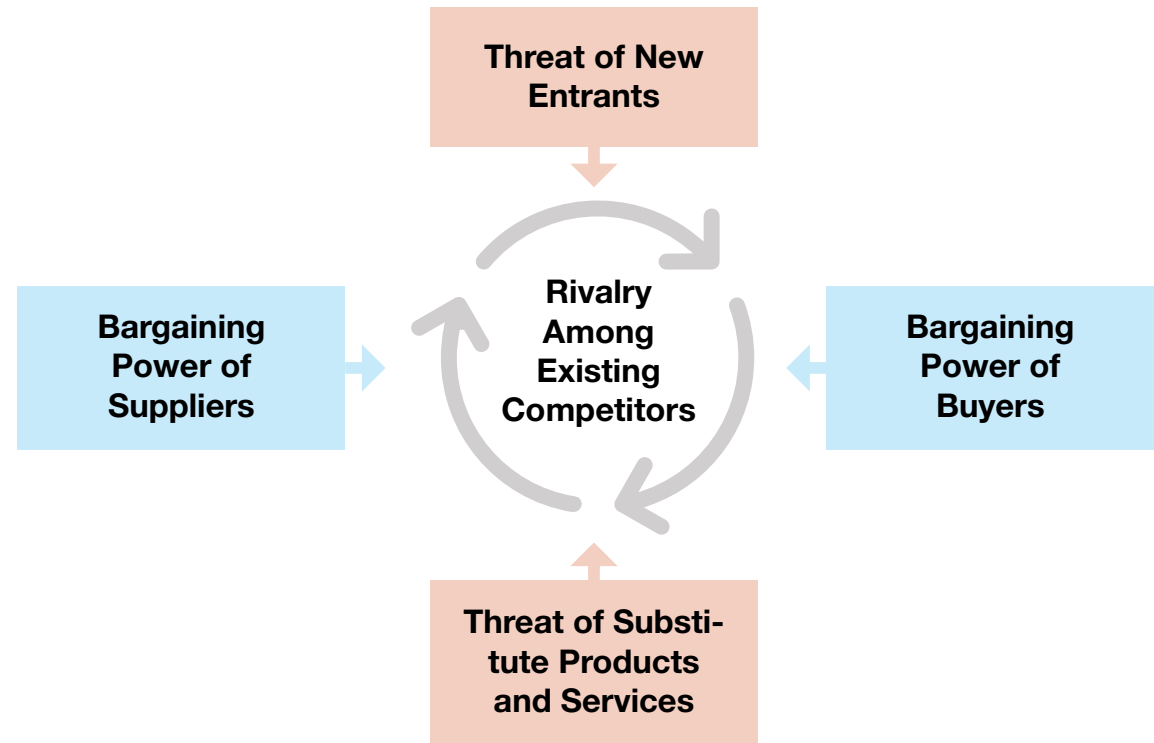 Threat of New
Entrants
Bargaining
Power of
Suppliers
Rivalry
Among
Existing
Competitors
Bargaining
Power of
Buyers
Threat of Substi-
tute Products
and Services